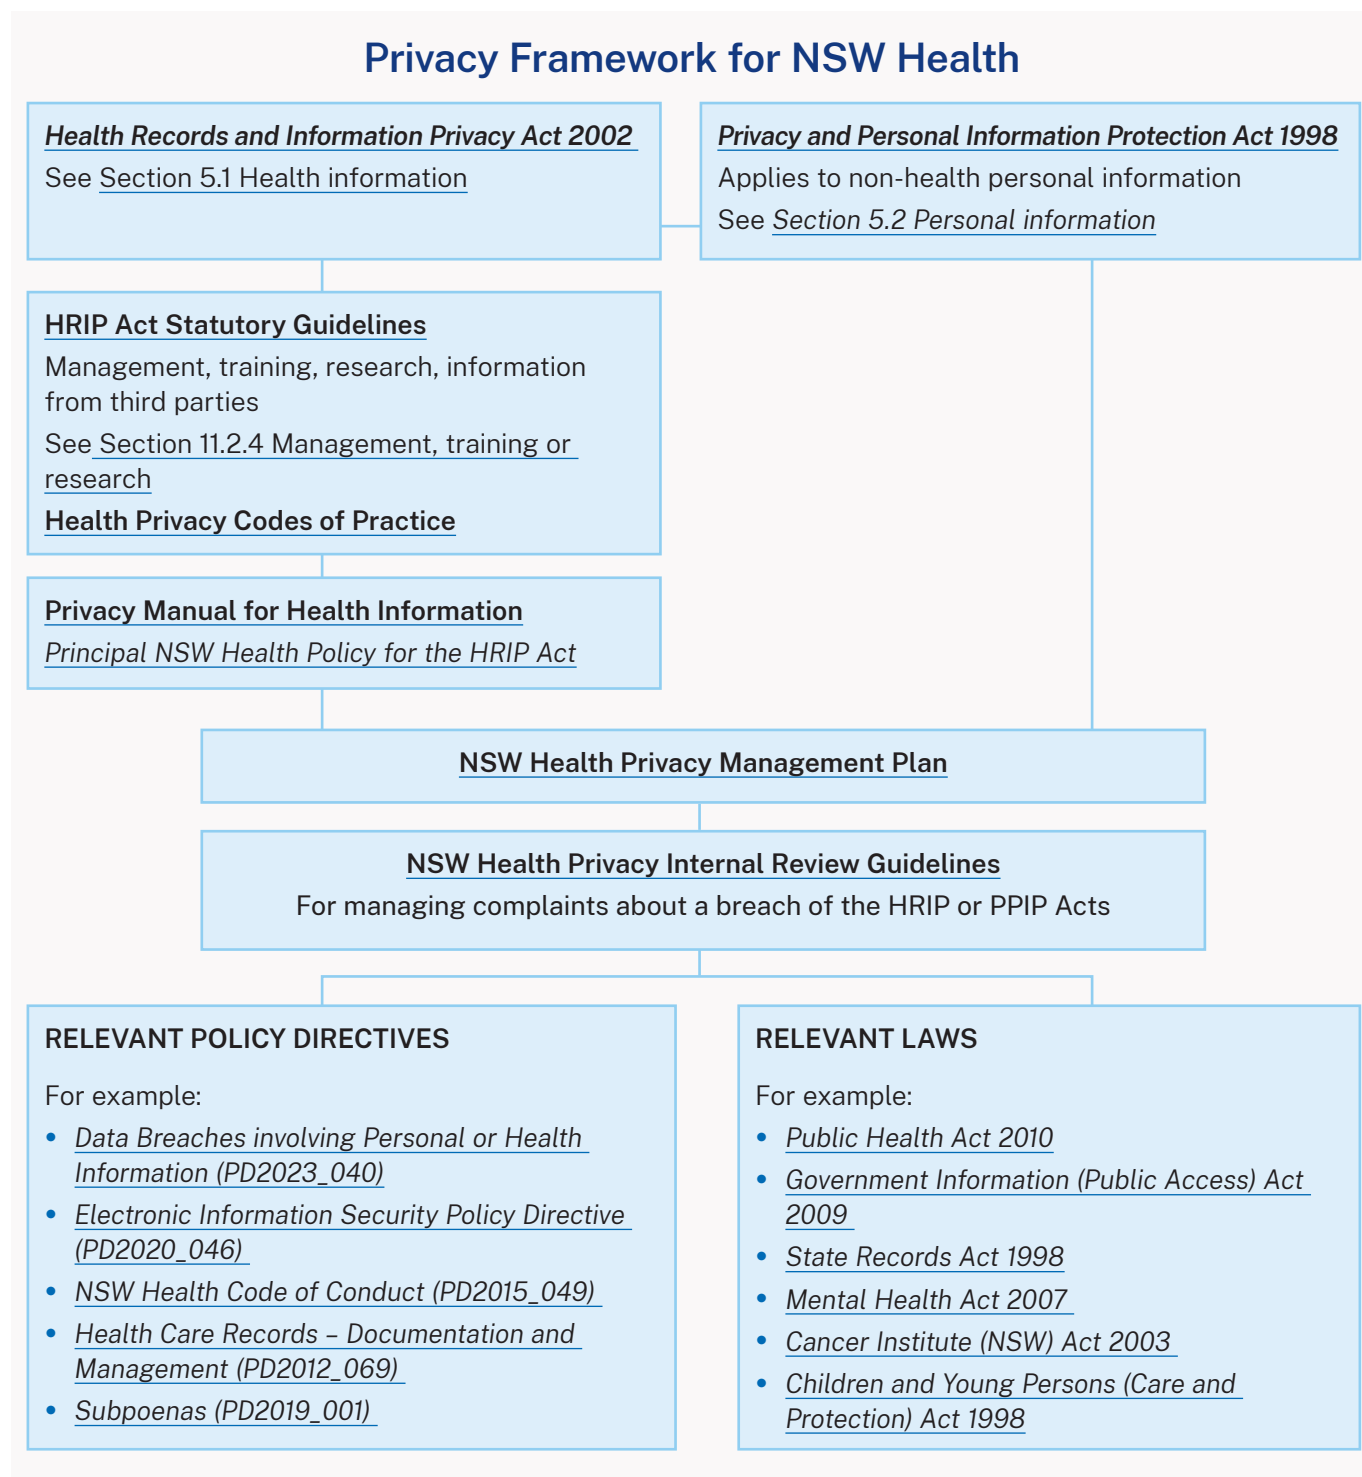 Privacy Framework for NSW Health
Health Records and Information Privacy Act 2002
See Section 5.1 Health information
Privacy and Personal Information Protection Act 1998
Applies to non-health personal information
See Section 5.2 Personal information
HRIP Act Statutory Guidelines
Management, training, research, information
from third parties
See Section 11.2.4 Management, training or
research
Health Privacy Codes of Practice
Privacy Manual for Health Information
Principal NSW Health Policy for the HRIP Act
NSW Health Privacy Management Plan
NSW Health Privacy Internal Review Guidelines
For managing complaints about a breach of the HRIP or PPIP Acts
RELEVANT POLICY DIRECTIVES
For example:
• Data Breaches involving Personal or Health
Information (PD2023_040)
• Electronic Information Security Policy Directive
(PD2020_046)
• NSW Health Code of Conduct (PD2015_049)
• Health Care Records – Documentation and
Management (PD2012_069)
• Subpoenas (PD2019_001)
RELEVANT LAWS
For example:
• Public Health Act 2010
• Government Information (Public Access) Act
2009
• State Records Act 1998
• Mental Health Act 2007
• Cancer Institute (NSW) Act 2003
• Children and Young Persons (Care and
Protection) Act 1998